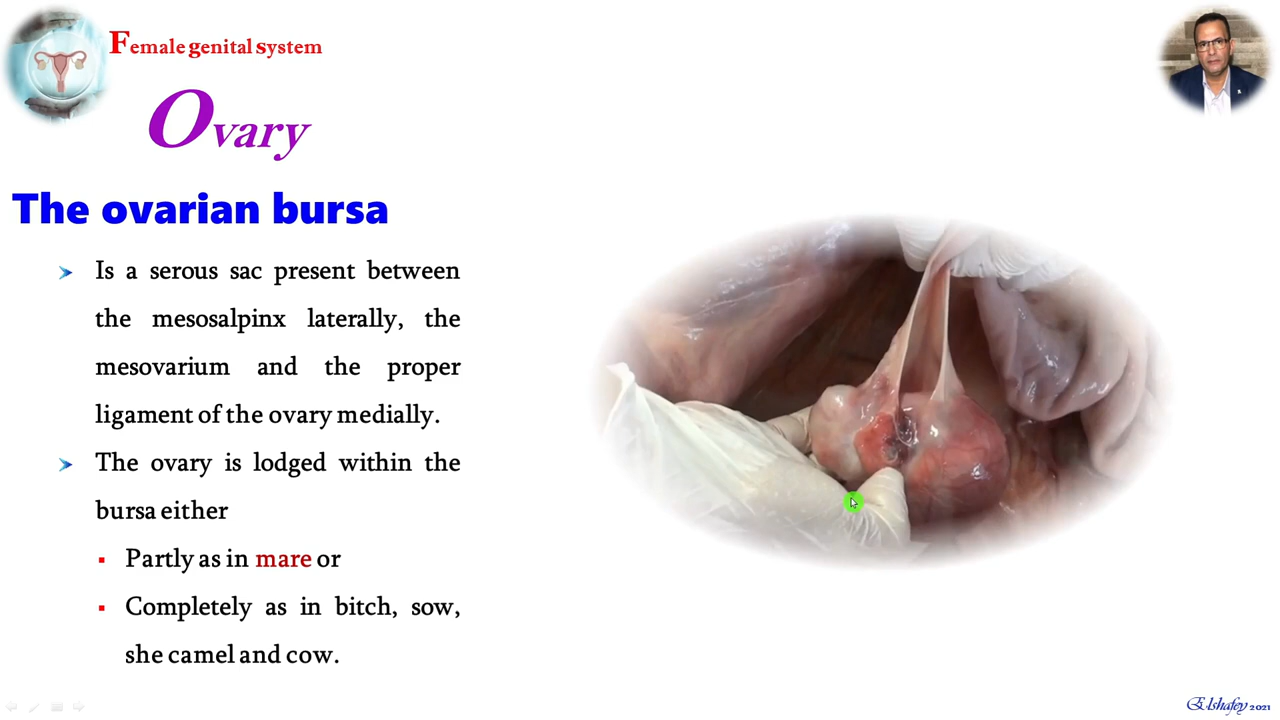 Female genital system
Ovary
The ovarian bursa
Is a serous sac present between
the mesosalpinx laterally, the
mesovarium and the proper
ligament of the ovary medially.
The ovary is lodged within the
bursa either
Partly as in mare or
Completely as in bitch, sow,
she camel and cow.
Elshafey 2021